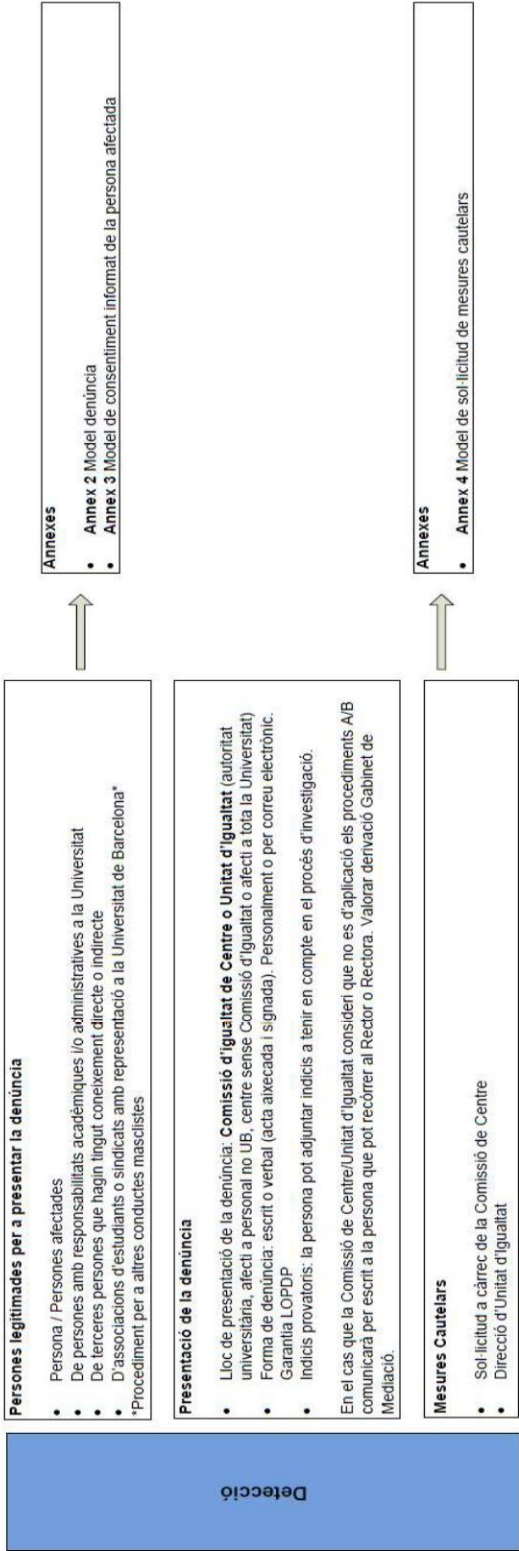 Detecció
Persones legitimades per a presentar la denúncia
• Persona / Persones afectades
• De persones amb responsabilitats acadèmiques i/o administratives a la Universitat
• De terceres persones que hagin tingut coneixement directe o indirecte
• D'associacions d'estudiants o sindicats amb representació a la Universitat de Barcelona*
*Procediment per a altres conductes masclistes
Annexes
• Annex 2 Model denúncia
• Annex 3 Model de consentiment informat de la persona afectada
Presentació de la denúncia
• Lloc de presentació de la denúncia: Comissió d'igualtat de Centre o Unitat d'Igualtat (autoritat
universitària, afecti a personal no UB, centre sense Comissió d'Igualtat o afecti a tota la Universitat)
• Forma de denúncia: escrit o verbal (acta aixecada i signada). Personalment o per correu electrònic.
Garantia LOPDP
• Indicis provatoris: la persona pot adjuntar indicis a tenir en compte en el procés d'investigació.
En el cas que la Comissió de Centre/Unitat d'Igualtat consideri que no es d'aplicació els procediments A/B
comunicarà per escrit a la persona que pot recórrer al Rector o Rectora. Valorar derivació Gabinet de
Mediació.
Mesures Cautelars
• Sol·licitud a càrrec de la Comissió de Centre
• Direcció d'Unitat d'Igualtat
Annexes
• Annex 4 Model de sol·licitud de mesures cautelars